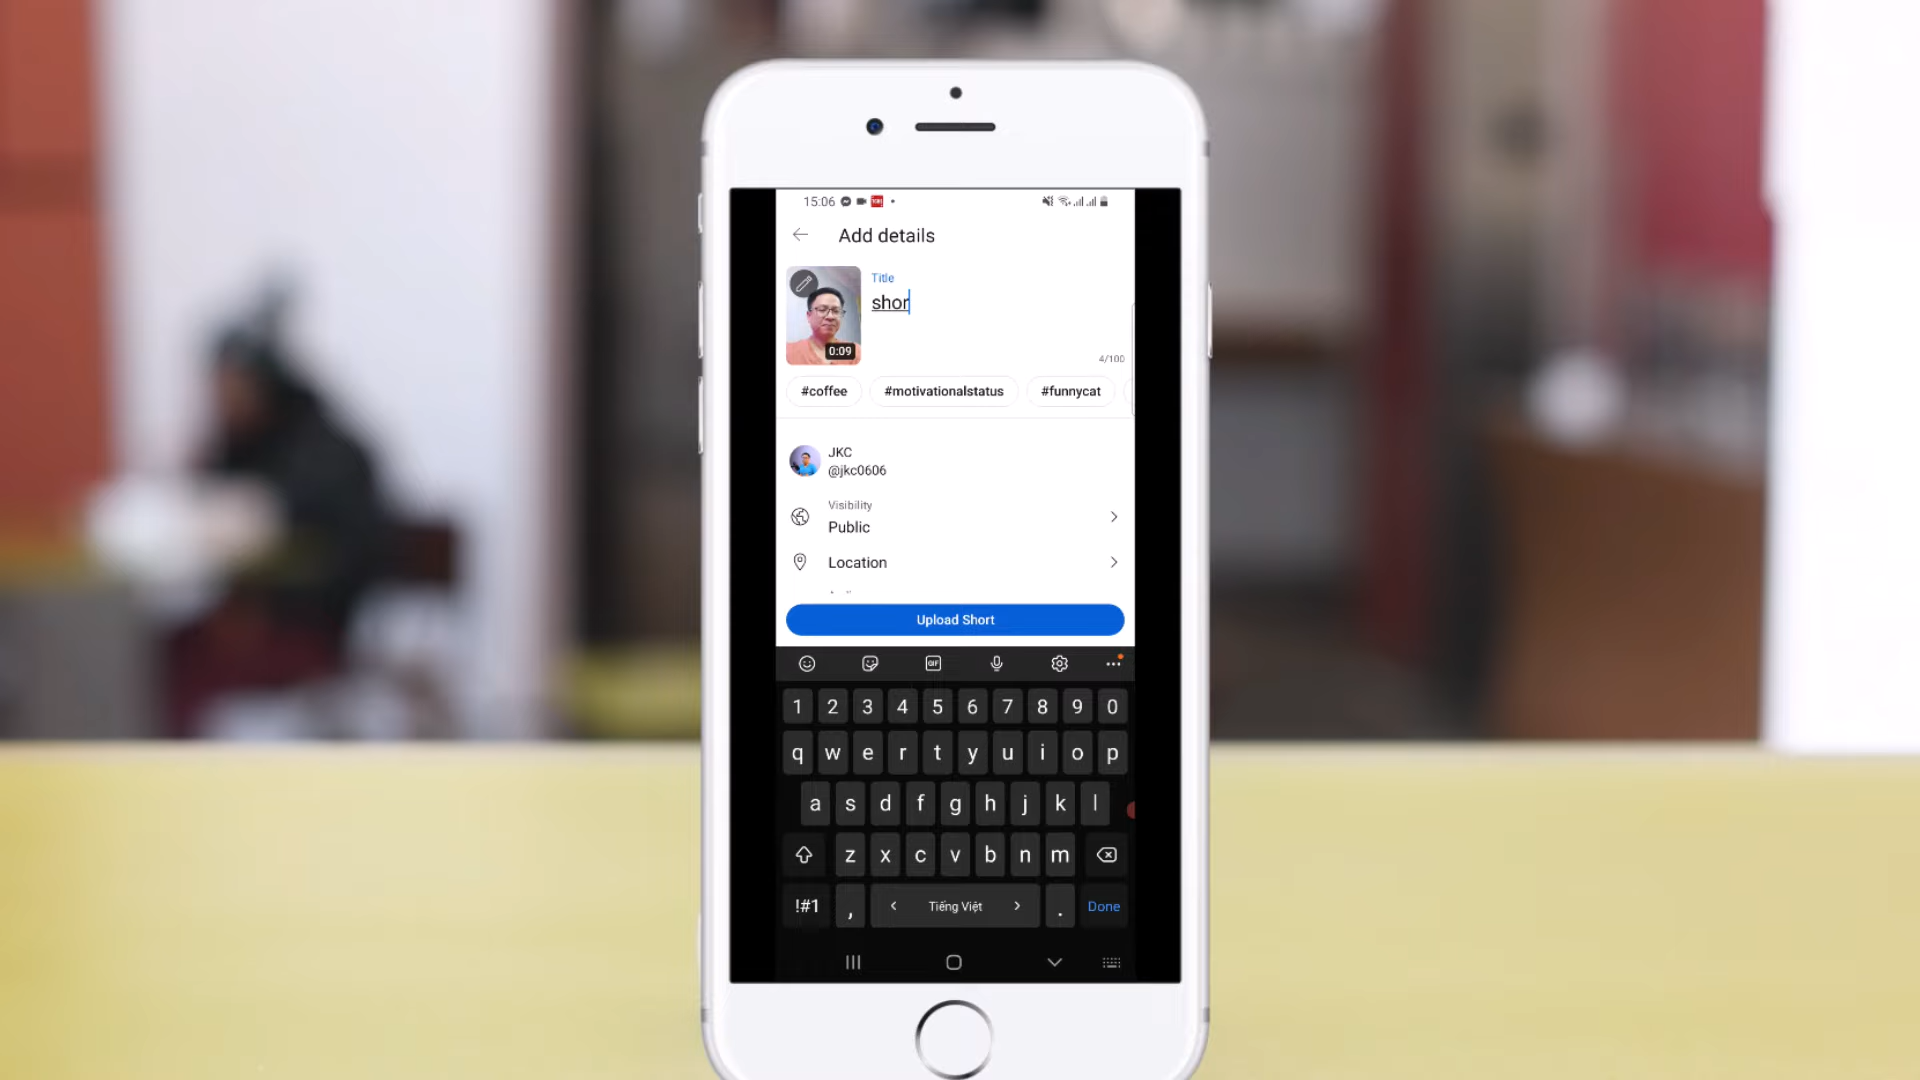 15:06
Add details
Title
shor
0:09
4/100
#coffee
#motivationalstatus
#funnycat
JKC
@jkc0606
Visibility
Public
Location
Upload Short
GIF
1 2 3 4 5 6 7 8 9 0
q w e r t y u i o p
a s d f g h j k l
z x c v b n m
!#1 , < Tiếng Việt > . Done